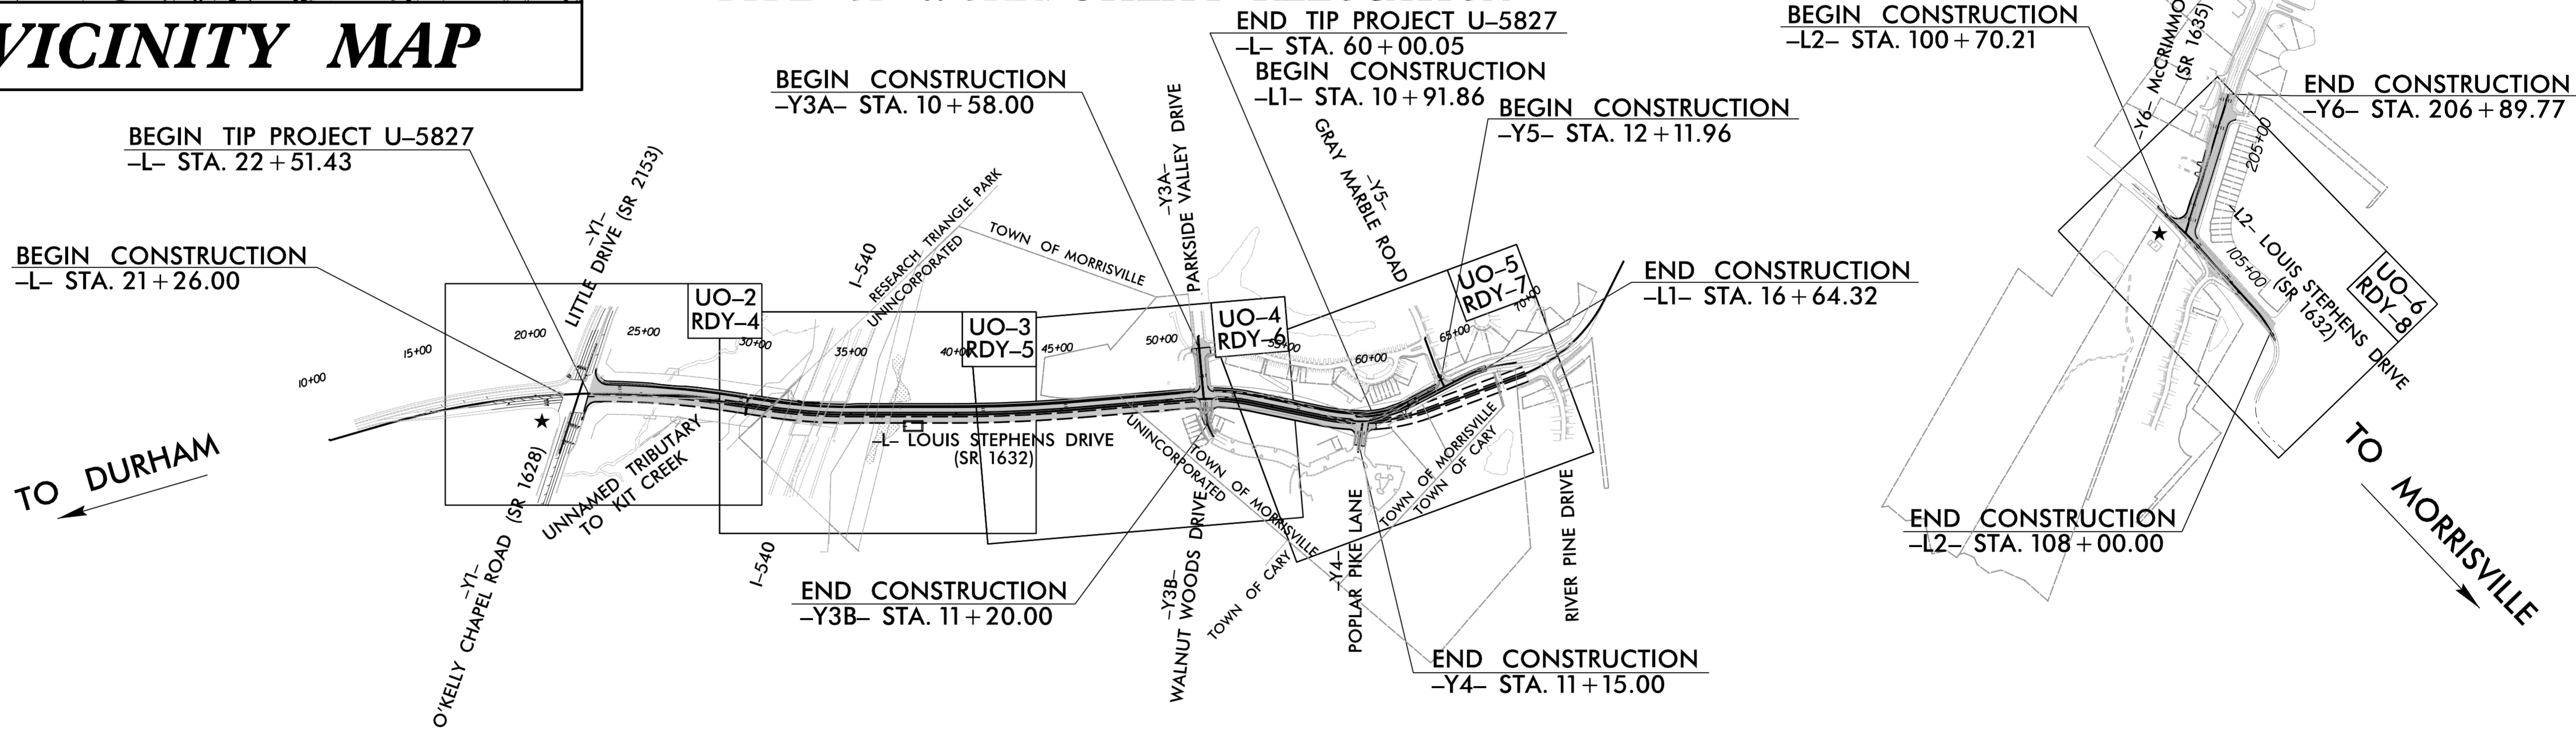 VICINITY MAP
BEGIN TIP PROJECT U–5827
–L– STA. 22+51.43
BEGIN CONSTRUCTION
–L– STA. 21+26.00
BEGIN CONSTRUCTION
–Y3A– STA. 10+58.00
END TIP PROJECT U–5827
–L– STA. 60+00.05
BEGIN CONSTRUCTION
–L1– STA. 10+91.86
BEGIN CONSTRUCTION
–Y5– STA. 12+11.96
BEGIN CONSTRUCTION
–L2– STA. 100+70.21
END CONSTRUCTION
–Y6– STA. 206+89.77
END CONSTRUCTION
–L1– STA. 16+64.32
–Y1–
LITTLE DRIVE (SR 2153)
I–540
RESEARCH TRIANGLE PARK
UNINCORPORATED
TOWN OF MORRISVILLE
–Y3A–
PARKSIDE VALLEY DRIVE
–Y5–
GRAY MARBLE ROAD
–Y6– McCRIMMO
(SR 1635)
UO–2
RDY–4
UO–3
RDY–5
UO–4
RDY–6
UO–5
RDY–7
UO–6
RDY–8
10+00
15+00
20+00
25+00
30+00
35+00
40+00
45+00
50+00
55+00
60+00
65+00
70+00
205+00
105+00
–L2– LOUIS STEPHENS DRIVE
(SR 1632)
–L– LOUIS STEPHENS DRIVE
(SR 1632)
TO DURHAM
–Y1–
O'KELLY CHAPEL ROAD (SR 1628)
UNNAMED TRIBUTARY
TO KIT CREEK
I–540
UNINCORPORATED
TOWN OF MORRISVILLE
TOWN OF CARY
–Y3B–
WALNUT WOODS DRIVE
–Y4–
POPLAR PIKE LANE
TOWN OF MORRISVILLE
TOWN OF CARY
RIVER PINE DRIVE
END CONSTRUCTION
–Y3B– STA. 11+20.00
END CONSTRUCTION
–Y4– STA. 11+15.00
END CONSTRUCTION
–L2– STA. 108+00.00
TO MORRISVILLE